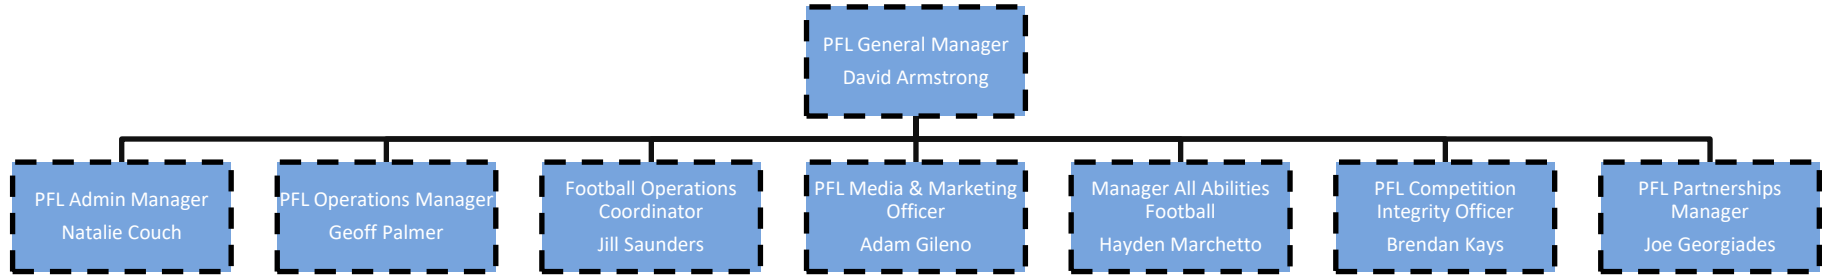 PFL General Manager
David Armstrong
PFL Admin Manager
Natalie Couch
PFL Operations Manager
Geoff Palmer
Football Operations
Coordinator
Jill Saunders
PFL Media & Marketing
Officer
Adam Gileno
Manager All Abilities
Football
Hayden Marchetto
PFL Competition
Integrity Officer
Brendan Kays
PFL Partnerships
Manager
Joe Georgiades